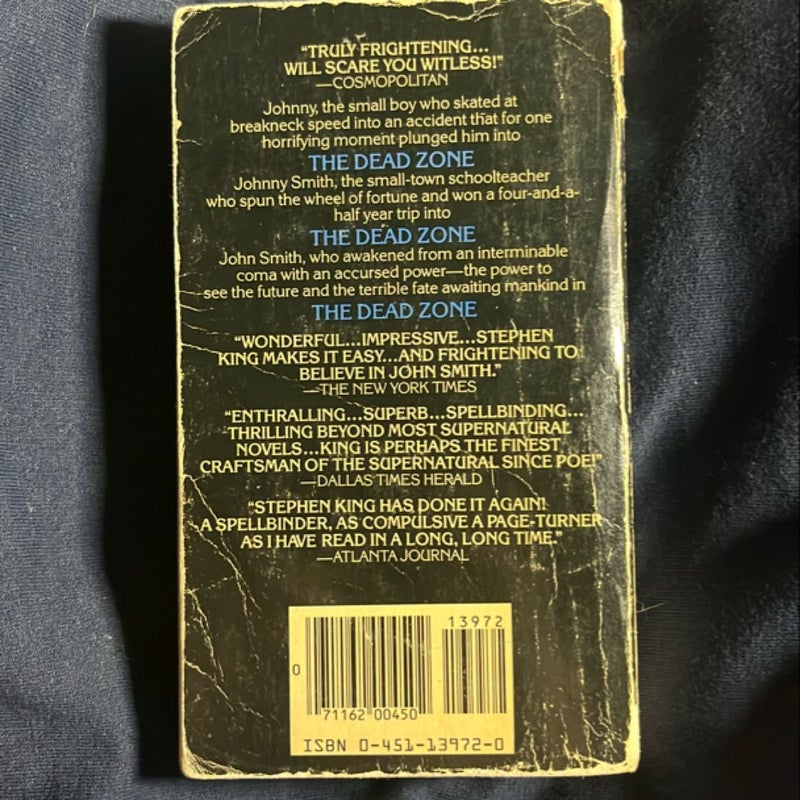 “TRULY FRIGHTENING...
WILL SCARE YOU WITLESS!”
—COSMOPOLITAN
Johnny, the small boy who skated at
breakneck speed into an accident that for one
horrifying moment plunged him into
THE DEAD ZONE
Johnny Smith, the small-town schoolteacher
who spun the wheel of fortune and won a four-and-a-
half year trip into
THE DEAD ZONE
John Smith, who awakened from an interminable
coma with an accursed power—the power to
see the future and the terrible fate awaiting mankind in
THE DEAD ZONE
“WONDERFUL...IMPRESSIVE...STEPHEN
KING MAKES IT EASY...AND FRIGHTENING TO
BELIEVE IN JOHN SMITH.”
—THE NEW YORK TIMES
“ENTHRALLING...SUPERB...SPELLBINDING...
THRILLING BEYOND MOST SUPERNATURAL
NOVELS...KING IS PERHAPS THE FINEST
CRAFTSMAN OF THE SUPERNATURAL SINCE POE!”
—DALLAS TIMES HERALD
“STEPHEN KING HAS DONE IT AGAIN!
A SPELLBINDER, AS COMPULSIVE A PAGE-TURNER
AS I HAVE READ IN A LONG, LONG TIME.”
—ATLANTA JOURNAL
13972
0
71162 00450
ISBN 0-451-13972-0